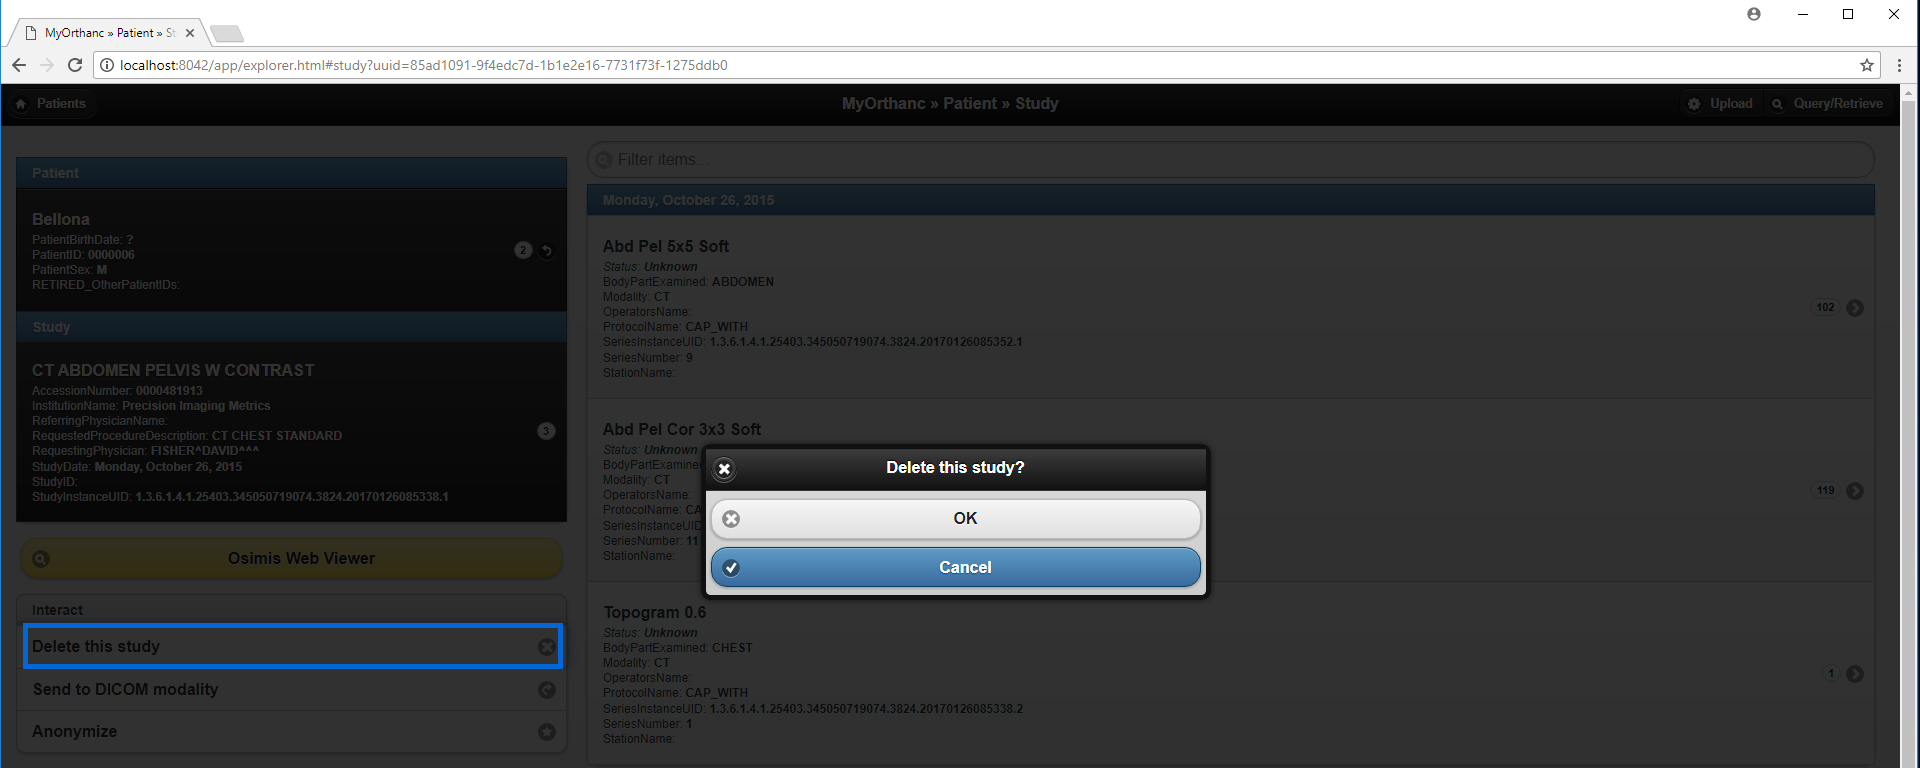 MyOrthanc » Patient » St
localhost:8042/app/explorer.html#study?uuid=85ad1091-9f4edc7d-1b1e2e16-7731f73f-1275ddb0
Patients
MyOrthanc » Patient » Study
Upload
Query/Retrieve
Patient
Bellona
PatientBirthDate: ?
PatientID: 0000006
PatientSex: M
RETIRED_OtherPatientIDs:
2
Study
CT ABDOMEN PELVIS W CONTRAST
AccessionNumber: 0000481913
InstitutionName: Precision Imaging Metrics
ReferringPhysicianName:
RequestedProcedureDescription: CT CHEST STANDARD
RequestingPhysician: FISHER^DAVID^^^
StudyDate: Monday, October 26, 2015
StudyID:
StudyInstanceUID: 1.3.6.1.4.1.25403.345050719074.3824.20170126085338.1
3
Osimis Web Viewer
Interact
Delete this study
Send to DICOM modality
Anonymize
Filter items...
Monday, October 26, 2015
Abd Pel 5x5 Soft
Status: Unknown
BodyPartExamined: ABDOMEN
Modality: CT
OperatorsName:
ProtocolName: CAP_WITH
SeriesInstanceUID: 1.3.6.1.4.1.25403.345050719074.3824.20170126085352.1
SeriesNumber: 9
StationName:
102
Abd Pel Cor 3x3 Soft
Status: Unknown
BodyPartExamine
Modality: CT
OperatorsName:
ProtocolName: CA
SeriesInstanceUID
SeriesNumber: 11
StationName:
119
Delete this study?
OK
Cancel
Topogram 0.6
Status: Unknown
BodyPartExamined: CHEST
Modality: CT
OperatorsName:
ProtocolName: CAP_WITH
SeriesInstanceUID: 1.3.6.1.4.1.25403.345050719074.3824.20170126085338.2
SeriesNumber: 1
StationName:
1